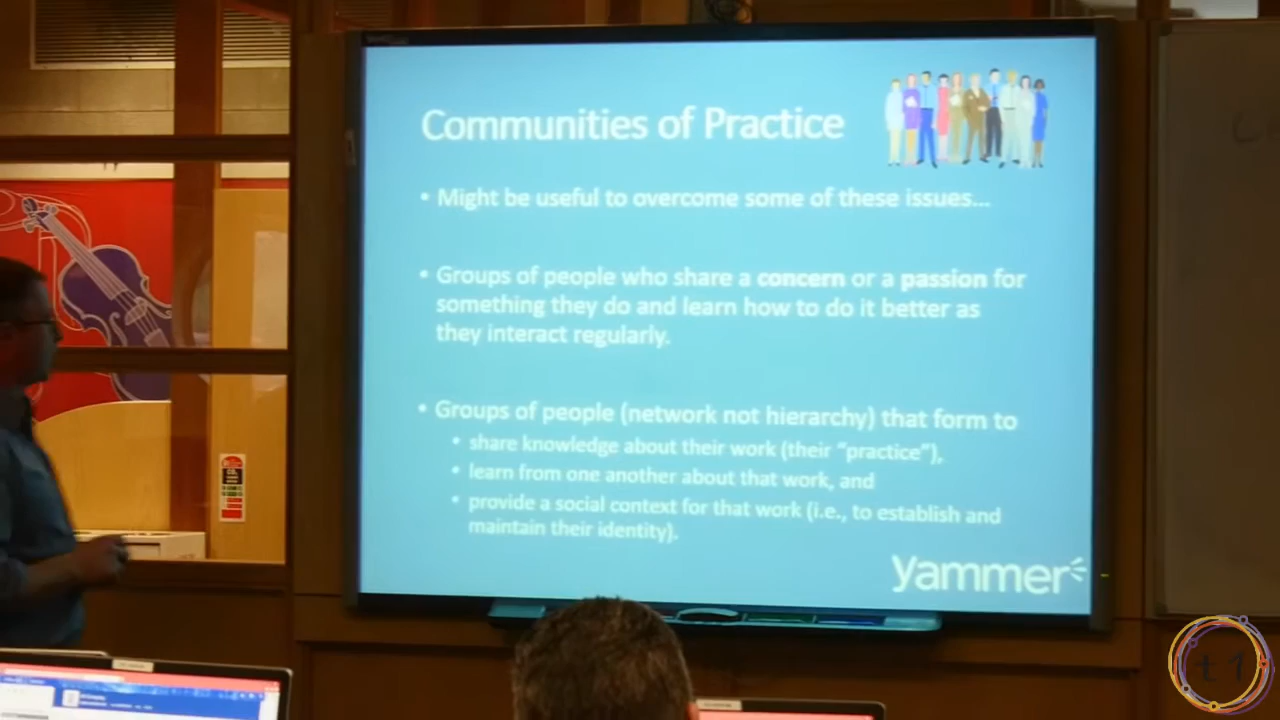 Communities of Practice
• Might be useful to overcome some of these issues...
• Groups of people who share a concern or a passion for
something they do and learn how to do it better as
they interact regularly.
• Groups of people (network not hierarchy) that form to
• share knowledge about their work (their “practice”),
• learn from one another about that work, and
• provide a social context for that work (i.e., to establish and
maintain their identity).
yammer
t1